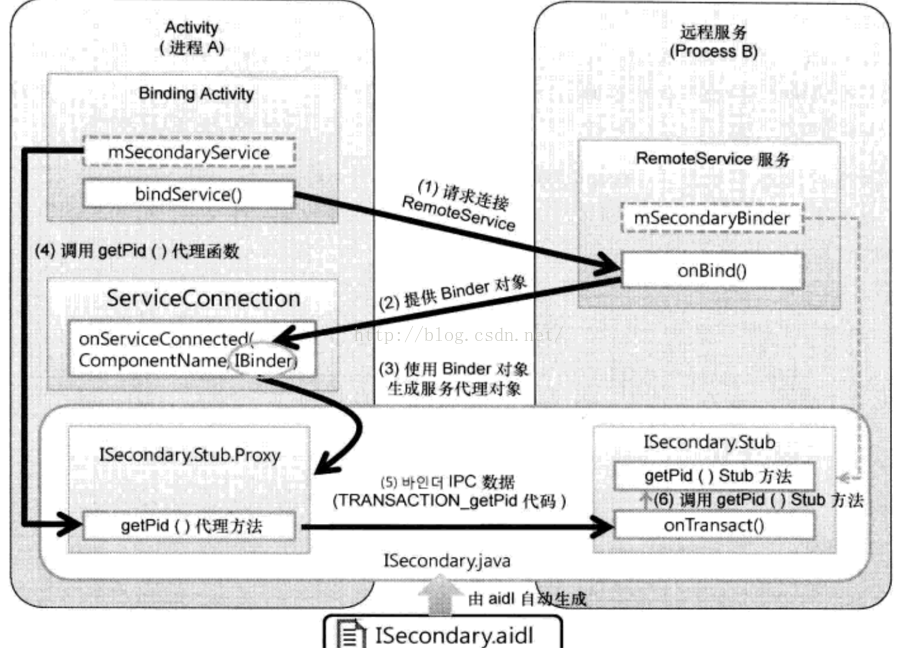 Activity
( 进程 A)
Binding Activity
mSecondaryService
bindService()
(4) 调用 getPid ( ) 代理函数
ServiceConnection
onServiceConnected(
ComponentName, IBinder)
远程服务
(Process B)
RemoteService 服务
mSecondaryBinder
onBind()
(1) 请求连接
RemoteService
(2) 提供 Binder 对象
http://blog.csdn.net/
(3) 使用 Binder 对象
生成服务代理对象
ISecondary.Stub.Proxy
getPid ( ) 代理方法
(5) 바인더 IPC 数据
(TRANSACTION_getPid 代码 )
ISecondary.Stub
getPid ( ) Stub 方法
(6) 调用 getPid ( ) Stub 方法
onTransact()
ISecondary.java
由 aidl 自动生成
ISecondary.aidl